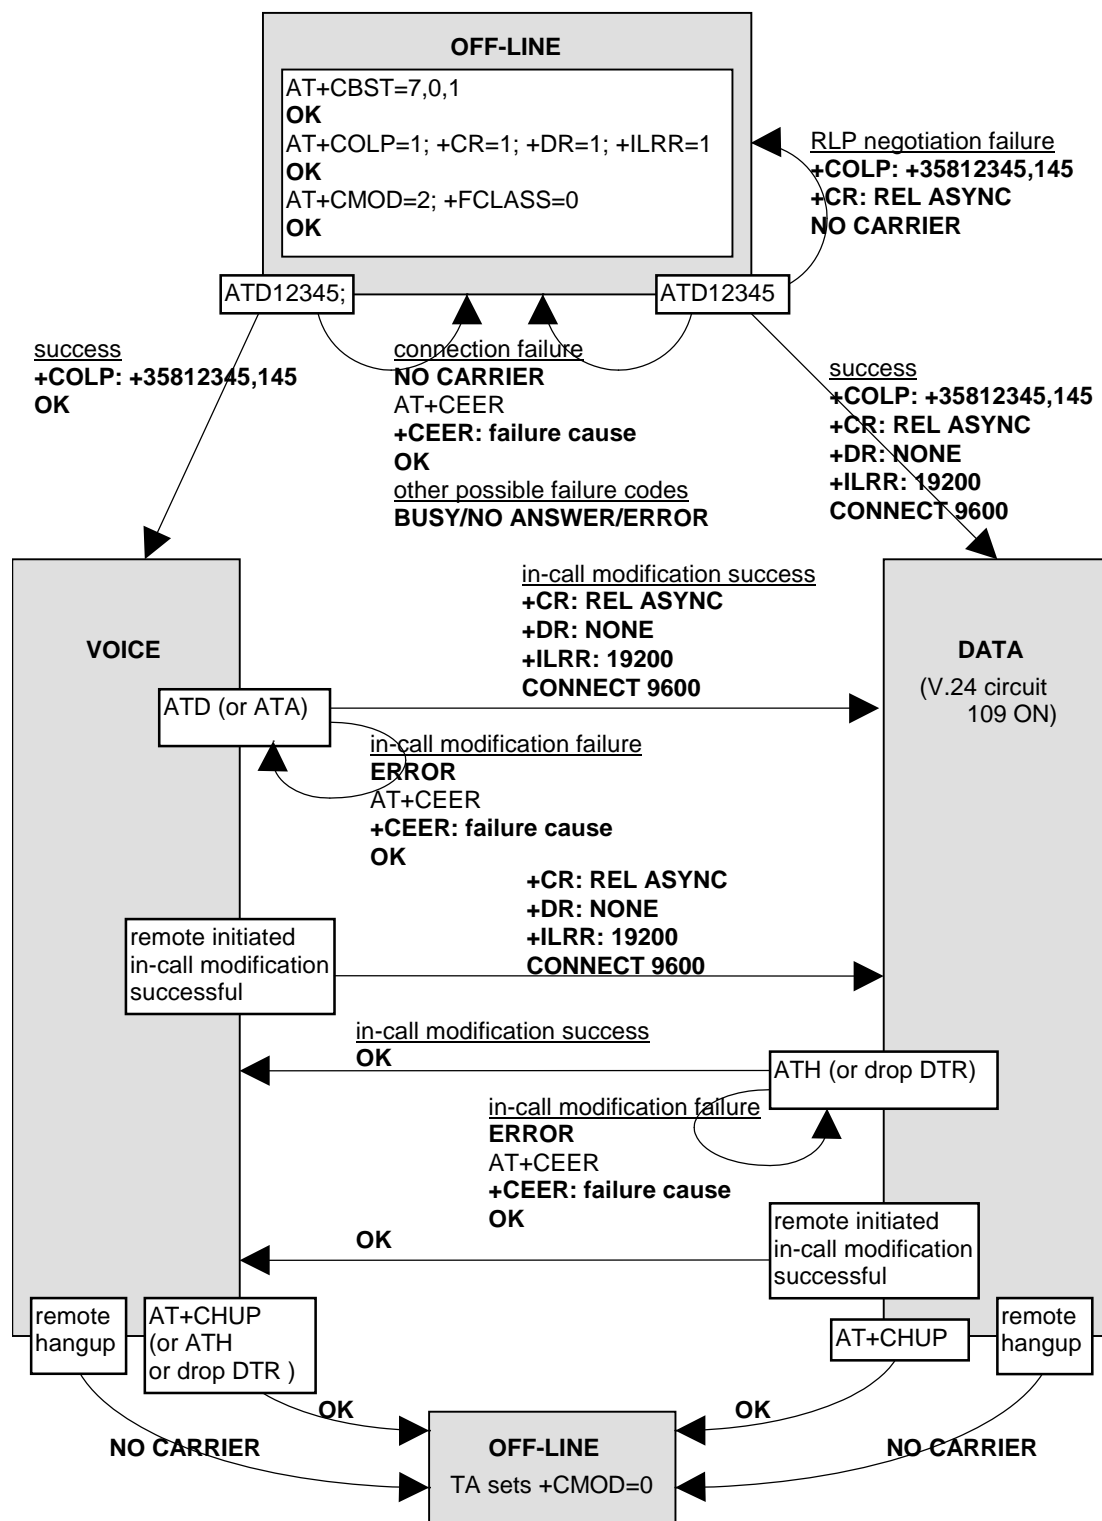 OFF-LINE
AT+CBST=7,0,1
OK
AT+COLP=1; +CR=1; +DR=1; +ILRR=1
OK
AT+CMOD=2; +FCLASS=0
OK
RLP negotiation failure
+COLP: +35812345,145
+CR: REL ASYNC
NO CARRIER
ATD12345;
ATD12345
success
+COLP: +35812345,145
OK
connection failure
NO CARRIER
AT+CEER
+CEER: failure cause
OK
other possible failure codes
BUSY/NO ANSWER/ERROR
success
+COLP: +35812345,145
+CR: REL ASYNC
+DR: NONE
+ILRR: 19200
CONNECT 9600
VOICE
in-call modification success
+CR: REL ASYNC
+DR: NONE
+ILRR: 19200
CONNECT 9600
DATA
(V.24 circuit
109 ON)
ATD (or ATA)
in-call modification failure
ERROR
AT+CEER
+CEER: failure cause
OK
+CR: REL ASYNC
+DR: NONE
+ILRR: 19200
CONNECT 9600
remote initiated
in-call modification
successful
in-call modification success
OK
ATH (or drop DTR)
in-call modification failure
ERROR
AT+CEER
+CEER: failure cause
OK
remote initiated
in-call modification
successful
OK
remote
hangup
AT+CHUP
(or ATH
or drop DTR )
AT+CHUP
remote
hangup
OK
OK
NO CARRIER
NO CARRIER
OFF-LINE
TA sets +CMOD=0